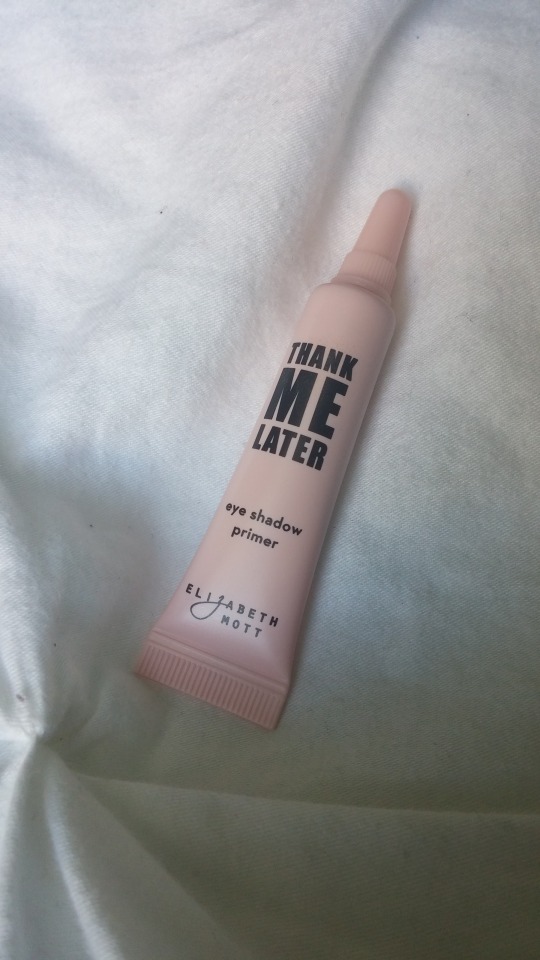 THANK
ME
LATER
eye shadow
primer
ELIZABETH
MOTT